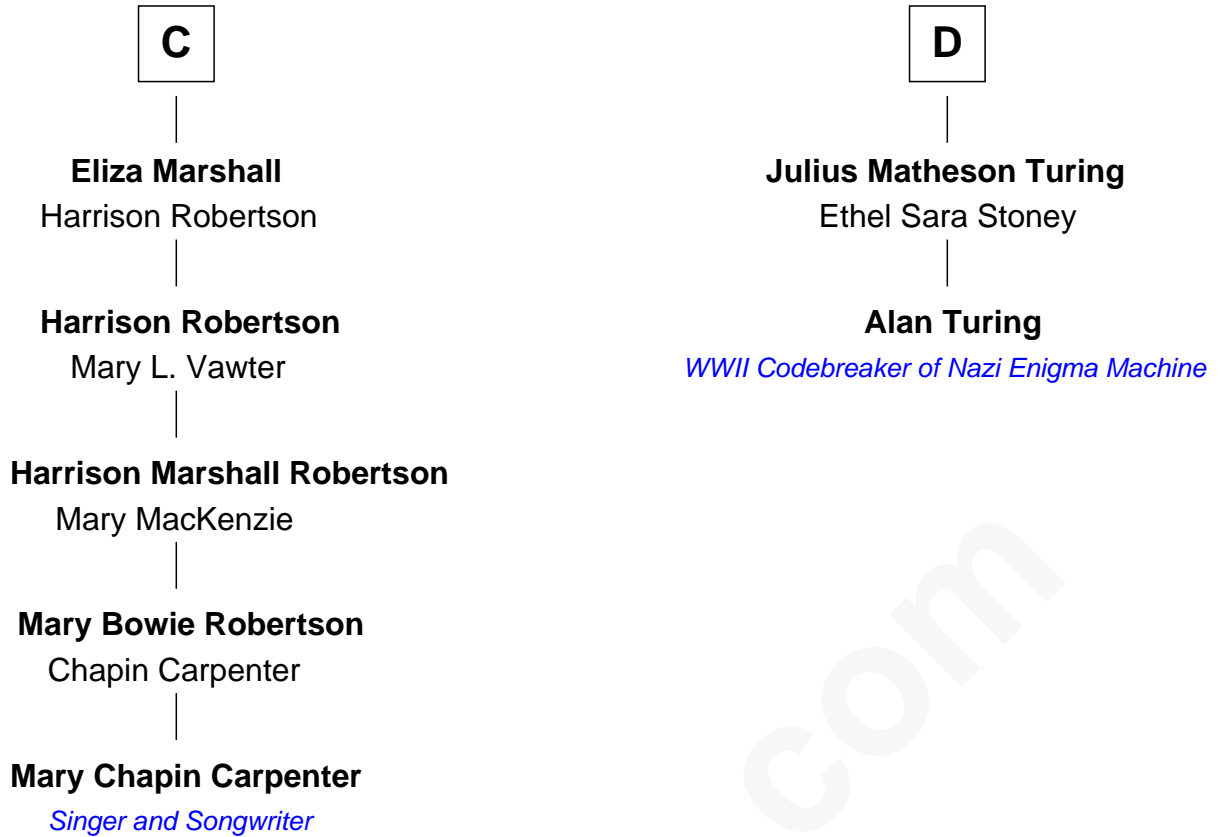 C
Eliza Marshall
Harrison Robertson
Harrison Robertson
Mary L. Vawter
Harrison Marshall Robertson
Mary MacKenzie
Mary Bowie Robertson
Chapin Carpenter
Mary Chapin Carpenter
Singer and Songwriter
D
Julius Matheson Turing
Ethel Sara Stoney
Alan Turing
WWII Codebreaker of Nazi Enigma Machine
com